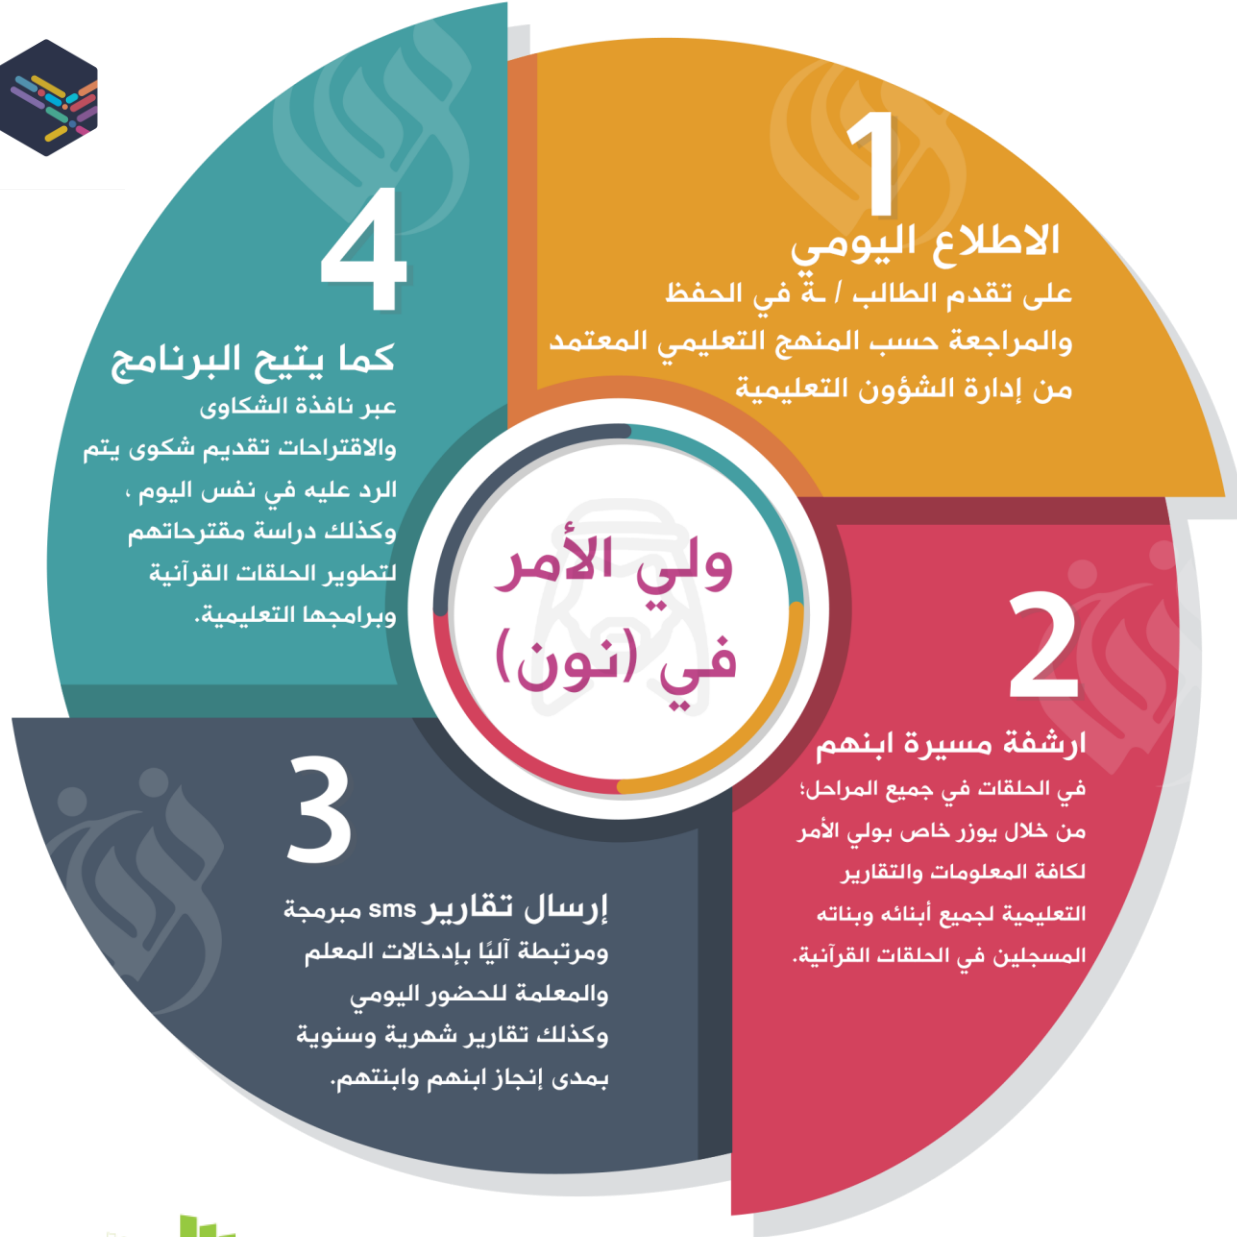 ولي الأمر
في (نون)
1
الاطلاع اليومي
على تقدم الطالب / ـة في الحفظ
والمراجعة حسب المنهج التعليمي المعتمد
من إدارة الشؤون التعليمية
2
ارشفة مسيرة ابنهم
في الحلقات في جميع المراحل؛
من خلال يوزر خاص بولي الأمر
لكافة المعلومات والتقارير
التعليمية لجميع أبنائه وبناته
المسجلين في الحلقات القرآنية.
3
إرسال تقارير sms مبرمجة
ومرتبطة آليًا بإدخالات المعلم
والمعلمة للحضور اليومي
وكذلك تقارير شهرية وسنوية
بمدى إنجاز ابنهم وابنتهم.
4
كما يتيح البرنامج
عبر نافذة الشكاوى
والاقتراحات تقديم شكوى يتم
الرد عليه في نفس اليوم ،
وكذلك دراسة مقترحاتهم
لتطوير الحلقات القرآنية
وبرامجها التعليمية.